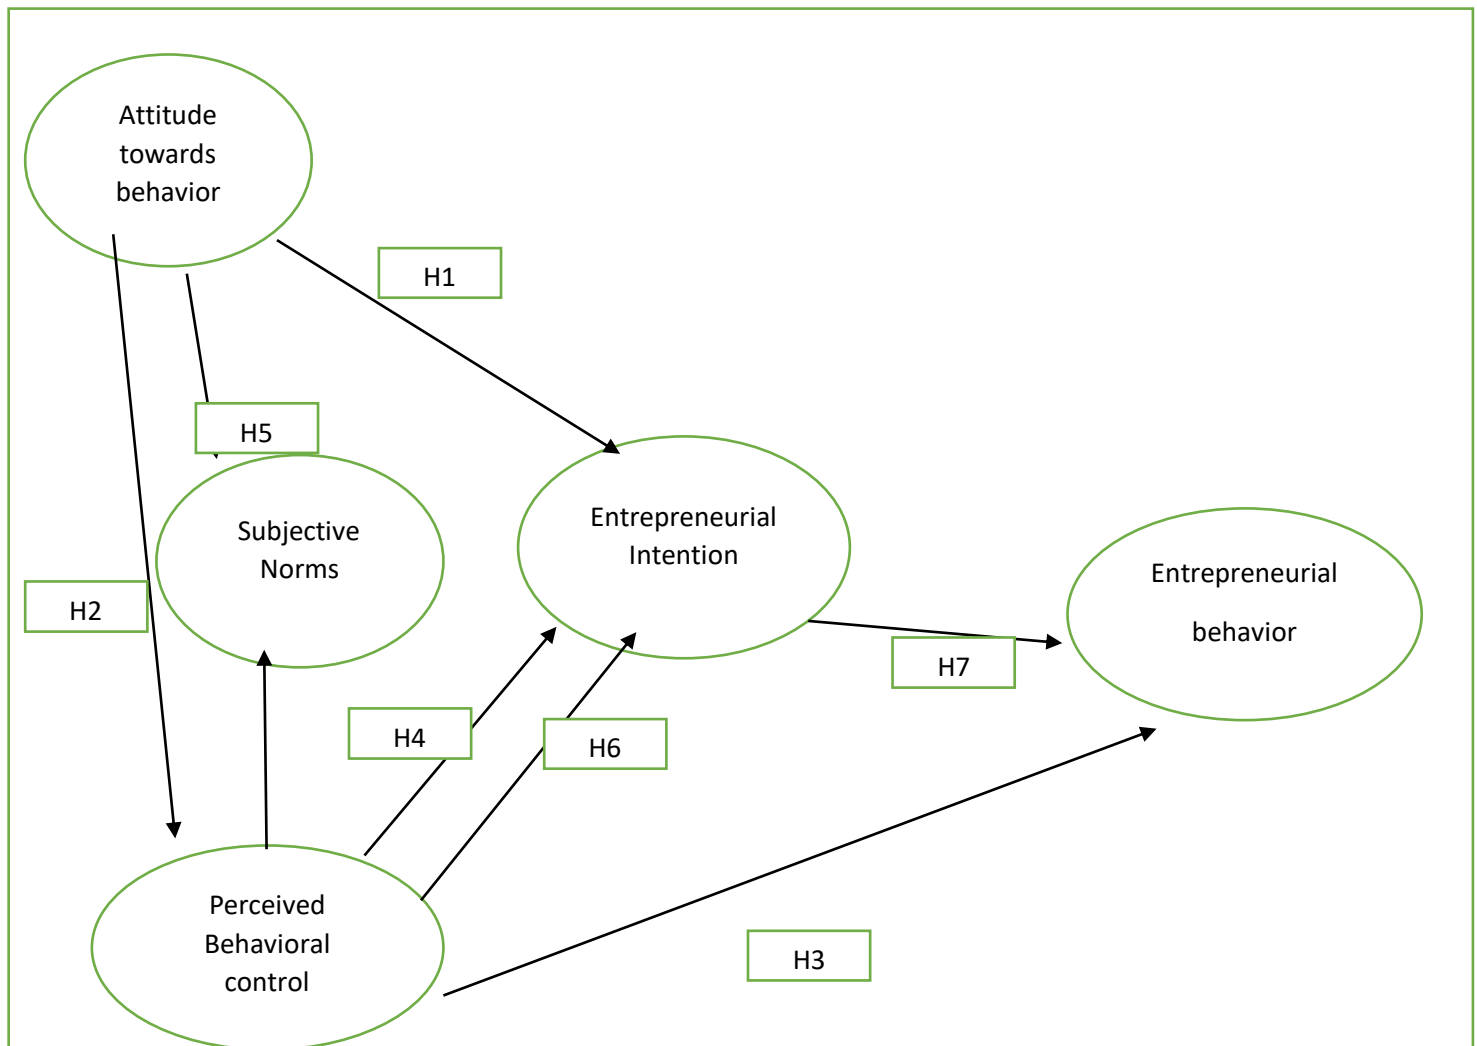 Attitude
towards
behavior
H1
H5
Subjective
Norms
Entrepreneurial
Intention
Entrepreneurial
behavior
H2
H7
H4
H6
Perceived
Behavioral
control
H3